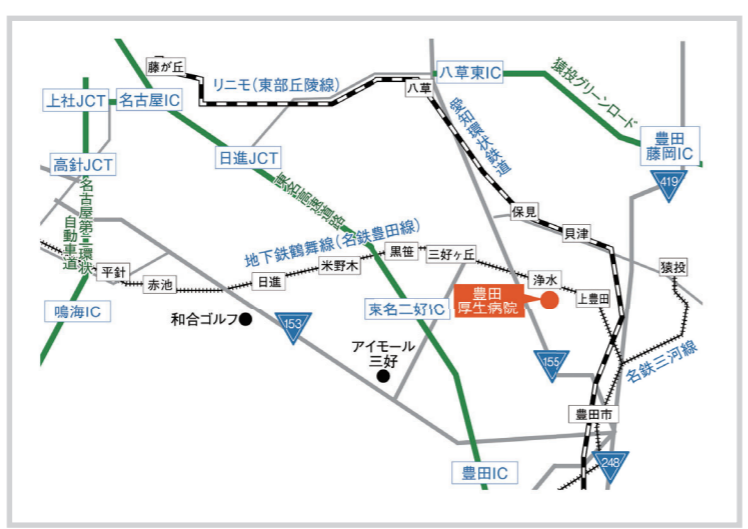 藤が丘
リニモ（東部丘陵線）
八草東IC
猿投グリーンロード
上社JCT
名古屋IC
八草
愛知環状鉄道
豊田
藤岡IC
日進JCT
高針JCT
419
名古屋第二環状
自動車道
東名高速道路
保見
貝津
地下鉄鶴舞線（名鉄豊田線）
黒笹
三好ヶ丘
猿投
平針
赤池
日進
米野木
浄水
上豊田
豊田
厚生病院
鳴海IC
和合ゴルフ
153
東名三好IC
アイモール
三好
155
名鉄三河線
豊田市
豊田IC
248